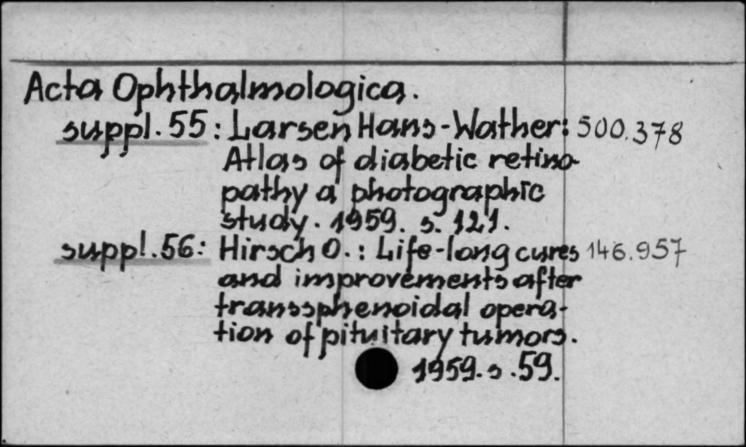 Acta Ophthalmologica.
suppl. 55: Larsen Hans-Wather: 500.378
Atlas of diabetic retino-
pathy a photographic
study. 1959. s. 121.
suppl. 56: Hirsch O.: Life-long cures 146.957
and improvements after
transsphenoidal opera-
tion of pituitary tumors.
1959. s. 59.